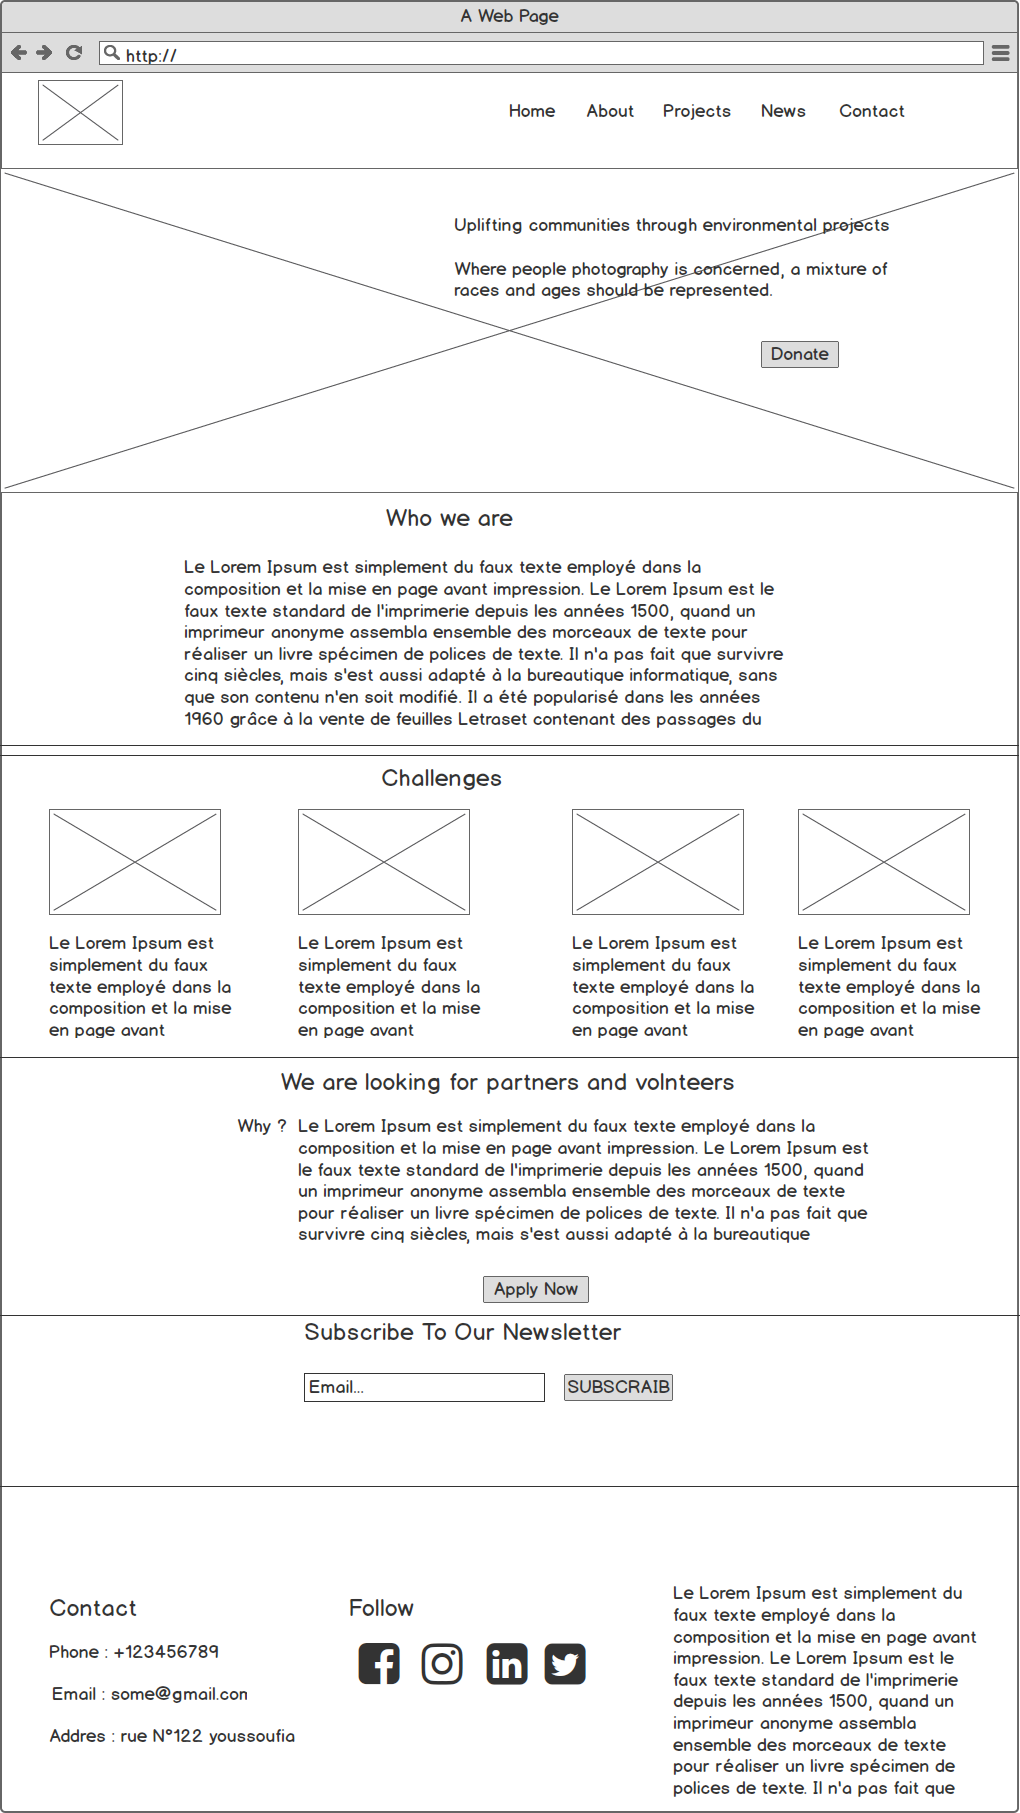 A Web Page
http://
Home About Projects News Contact
Uplifting communities through environmental projects
Where people photography is concerned, a mixture of
races and ages should be represented.
Donate
Who we are
Le Lorem Ipsum est simplement du faux texte employé dans la
composition et la mise en page avant impression. Le Lorem Ipsum est le
faux texte standard de l'imprimerie depuis les années 1500, quand un
imprimeur anonyme assembla ensemble des morceaux de texte pour
réaliser un livre spécimen de polices de texte. Il n'a pas fait que survivre
cinq siècles, mais s'est aussi adapté à la bureautique informatique, sans
que son contenu n'en soit modifié. Il a été popularisé dans les années
1960 grâce à la vente de feuilles Letraset contenant des passages du
Challenges
Le Lorem Ipsum est
simplement du faux
texte employé dans la
composition et la mise
en page avant
Le Lorem Ipsum est
simplement du faux
texte employé dans la
composition et la mise
en page avant
Le Lorem Ipsum est
simplement du faux
texte employé dans la
composition et la mise
en page avant
Le Lorem Ipsum est
simplement du faux
texte employé dans la
composition et la mise
en page avant
We are looking for partners and volnteers
Why ? Le Lorem Ipsum est simplement du faux texte employé dans la
composition et la mise en page avant impression. Le Lorem Ipsum est
le faux texte standard de l'imprimerie depuis les années 1500, quand
un imprimeur anonyme assembla ensemble des morceaux de texte
pour réaliser un livre spécimen de polices de texte. Il n'a pas fait que
survivre cinq siècles, mais s'est aussi adapté à la bureautique
Apply Now
Subscribe To Our Newsletter
Email... SUBSCRAIB
Contact
Phone : +123456789
Email : some@gmail.com
Addres : rue N°122 youssoufia
Follow
Le Lorem Ipsum est simplement du
faux texte employé dans la
composition et la mise en page avant
impression. Le Lorem Ipsum est le
faux texte standard de l'imprimerie
depuis les années 1500, quand un
imprimeur anonyme assembla
ensemble des morceaux de texte
pour réaliser un livre spécimen de
polices de texte. Il n'a pas fait que